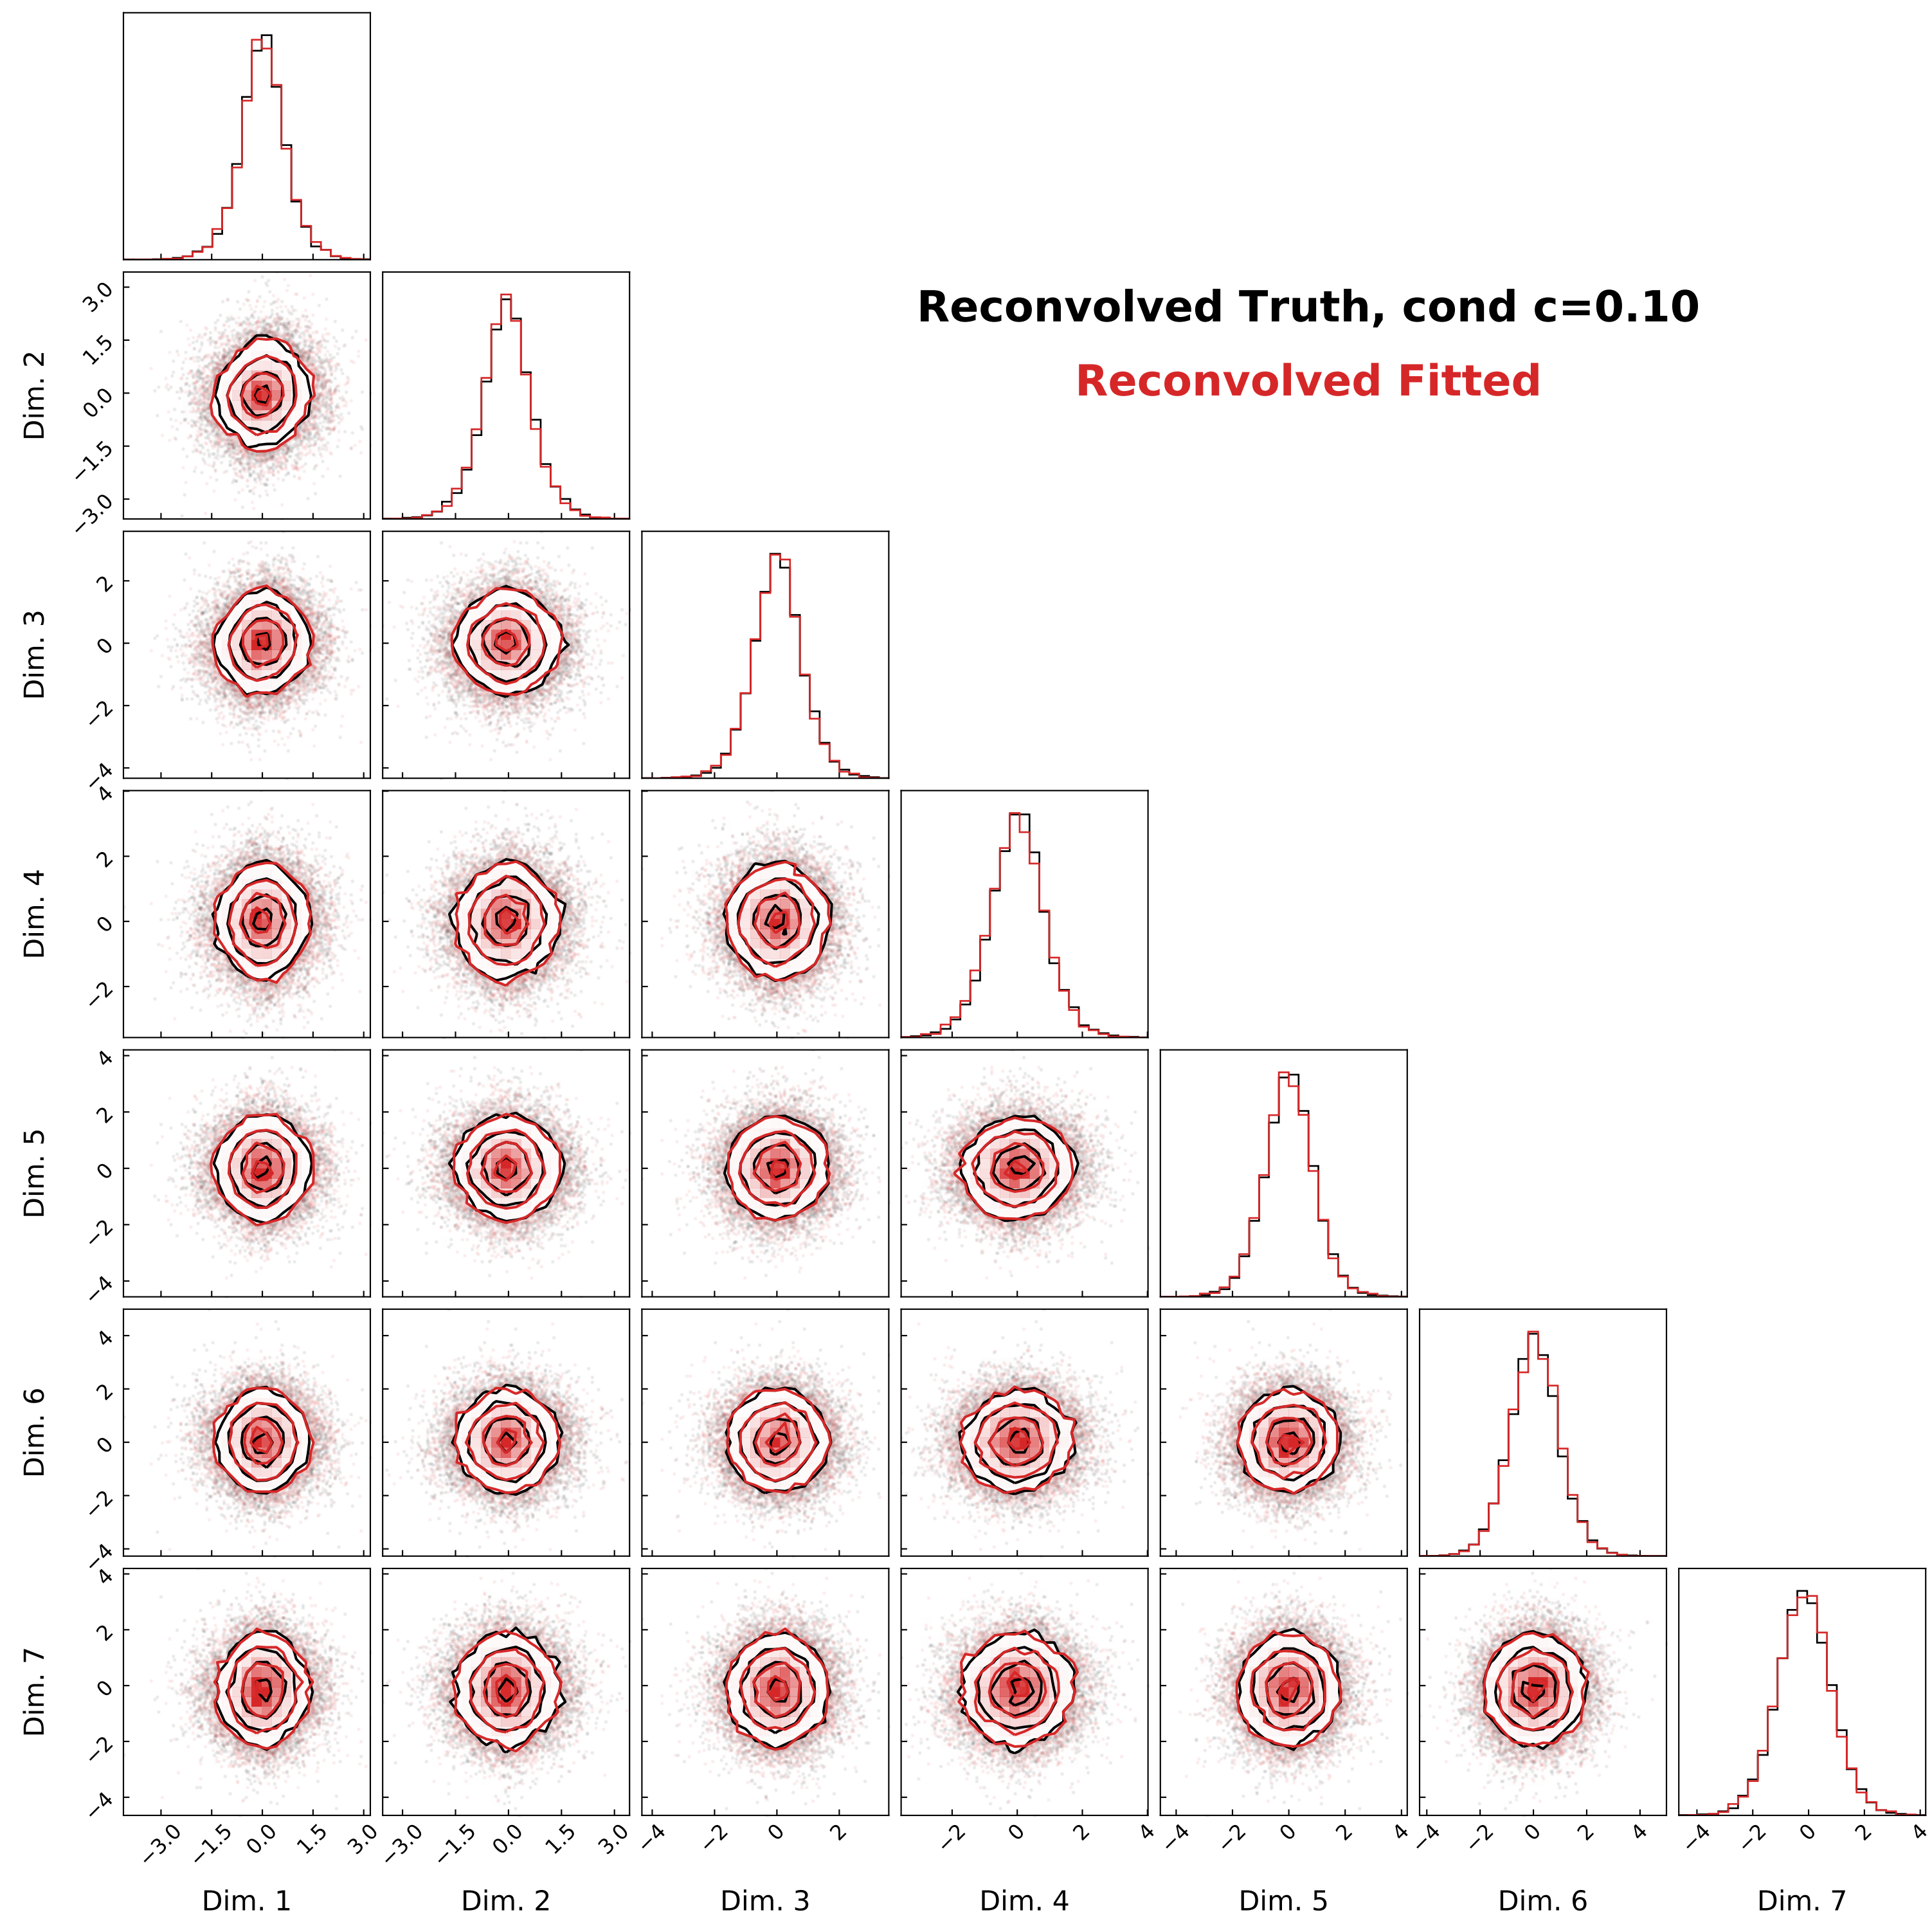 Reconvolved Truth, cond c=0.10
Reconvolved Fitted
Dim. 2
3.0
1.5
0.0
−1.5
−3.0
Dim. 3
2
0
−2
−4
Dim. 4
4
2
0
−2
Dim. 5
4
2
0
−2
−4
Dim. 6
4
2
0
−2
−4
Dim. 7
4
2
0
−2
−4
−3.0 −1.5 0.0 1.5 3.0 −3.0 −1.5 0.0 1.5 3.0 −4 −2 0 2 −2 0 2 4 −4 −2 0 2 4 −4 −2 0 2 4 −4 −2 0 2 4
Dim. 1 Dim. 2 Dim. 3 Dim. 4 Dim. 5 Dim. 6 Dim. 7